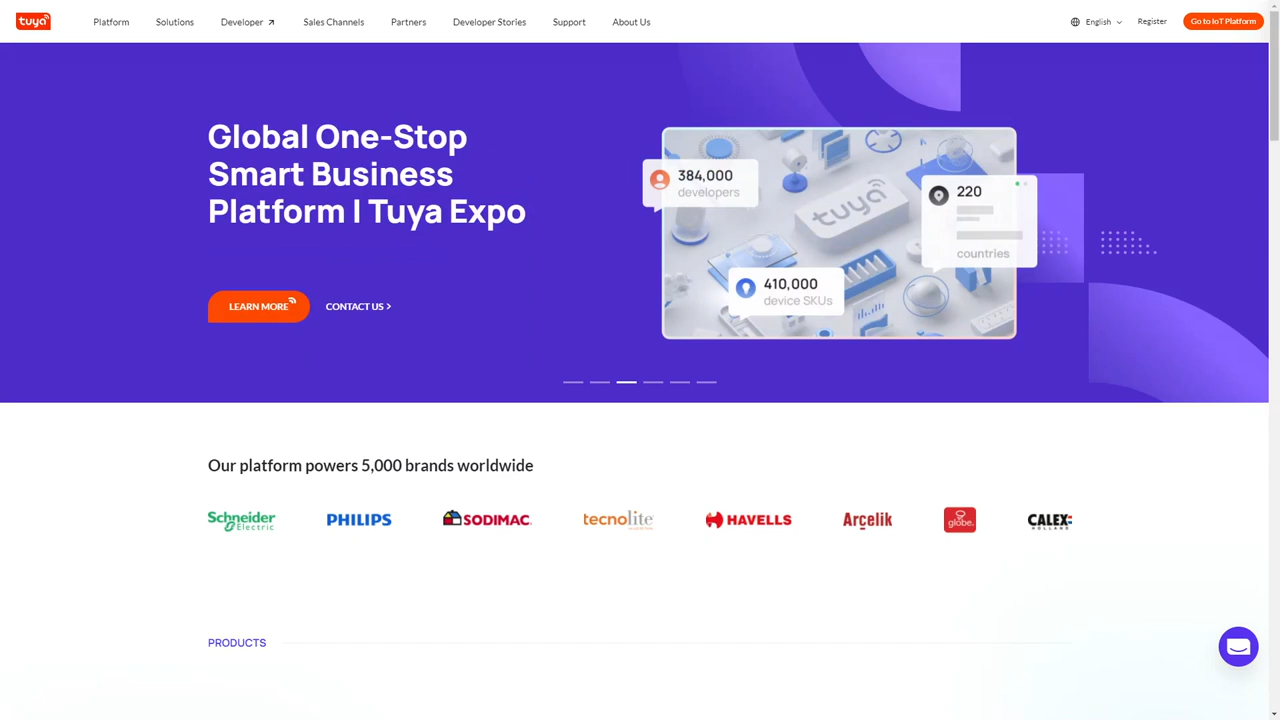 tuya
Platform
Solutions
Developer
Sales Channels
Partners
Developer Stories
Support
About Us
English
Register
Go to IoT Platform
Global One-Stop
Smart Business
Platform l Tuya Expo
LEARN MORE
CONTACT US >
384,000
developers
tuya
220
countries
410,000
device SKUs
Our platform powers 5,000 brands worldwide
Schneider
Electric
PHILIPS
SODIMAC
tecnolite
HAVELLS
Arçelik
globe.
CALEX
HOLLAND
PRODUCTS